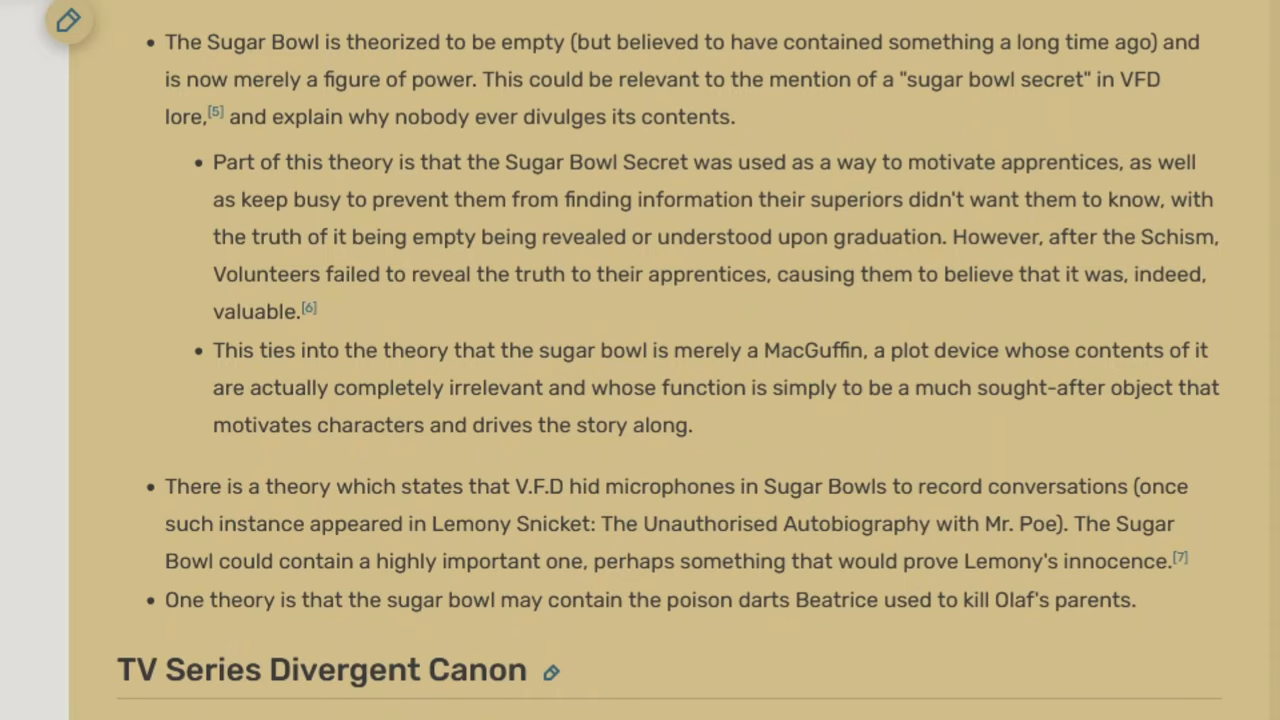 • The Sugar Bowl is theorized to be empty (but believed to have contained something a long time ago) and
is now merely a figure of power. This could be relevant to the mention of a "sugar bowl secret" in VFD
lore,[5] and explain why nobody ever divulges its contents.
• Part of this theory is that the Sugar Bowl Secret was used as a way to motivate apprentices, as well
as keep busy to prevent them from finding information their superiors didn't want them to know, with
the truth of it being empty being revealed or understood upon graduation. However, after the Schism,
Volunteers failed to reveal the truth to their apprentices, causing them to believe that it was, indeed,
valuable.[6]
• This ties into the theory that the sugar bowl is merely a MacGuffin, a plot device whose contents of it
are actually completely irrelevant and whose function is simply to be a much sought-after object that
motivates characters and drives the story along.
• There is a theory which states that V.F.D hid microphones in Sugar Bowls to record conversations (once
such instance appeared in Lemony Snicket: The Unauthorised Autobiography with Mr. Poe). The Sugar
Bowl could contain a highly important one, perhaps something that would prove Lemony's innocence.[7]
• One theory is that the sugar bowl may contain the poison darts Beatrice used to kill Olaf's parents.
TV Series Divergent Canon